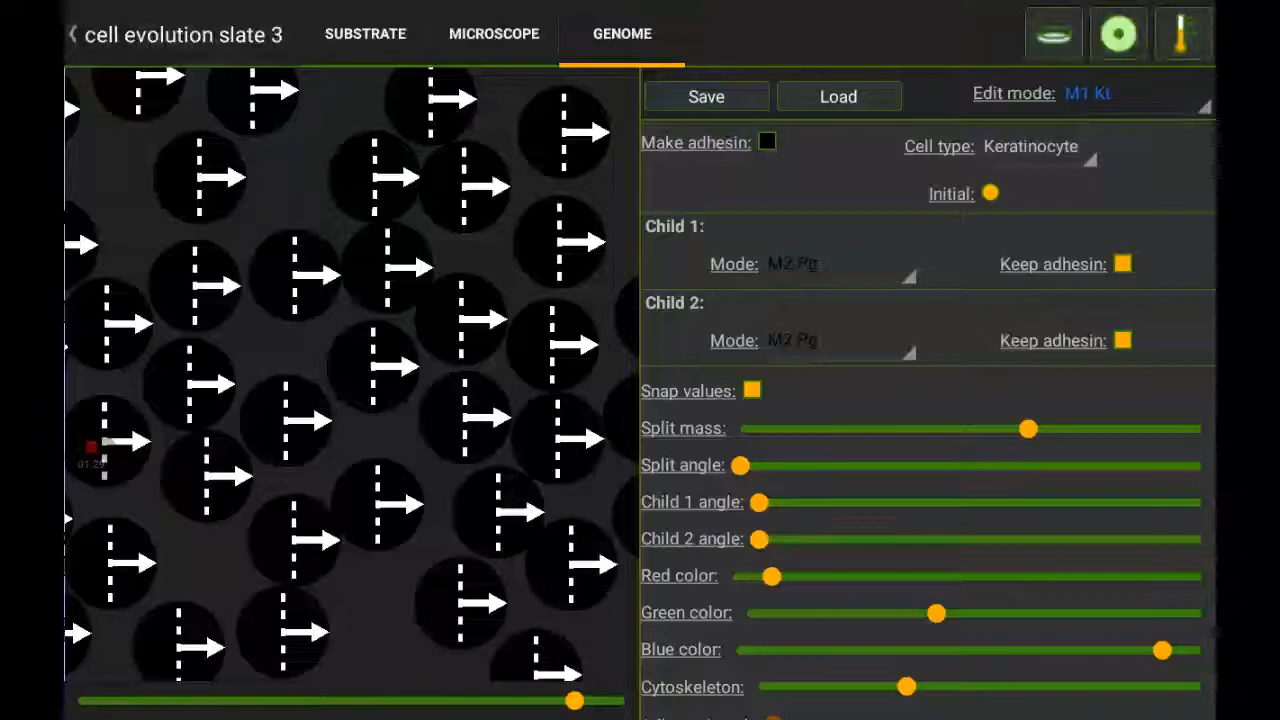 cell evolution slate 3 SUBSTRATE MICROSCOPE GENOME
Save Load Edit mode: M1 Kt
Make adhesin: Cell type: Keratinocyte
Initial:
Child 1:
Mode: M2 Pg Keep adhesin:
Child 2:
Mode: M2 Pg Keep adhesin:
Snap values:
Split mass:
Split angle:
Child 1 angle:
Child 2 angle:
Red color:
Green color:
Blue color:
Cytoskeleton: